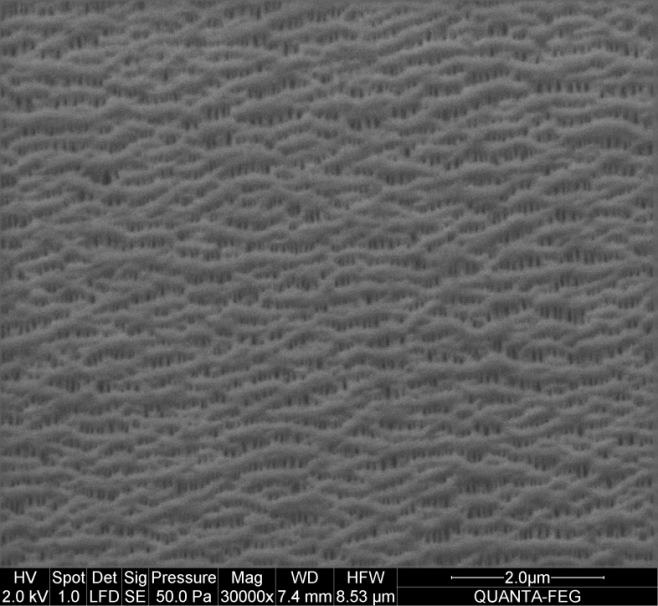 HV Spot Det Sig Pressure Mag WD HFW 2.0µm
2.0 kV 1.0 LFD SE 50.0 Pa 30000x 7.4 mm 8.53 µm QUANTA-FEG